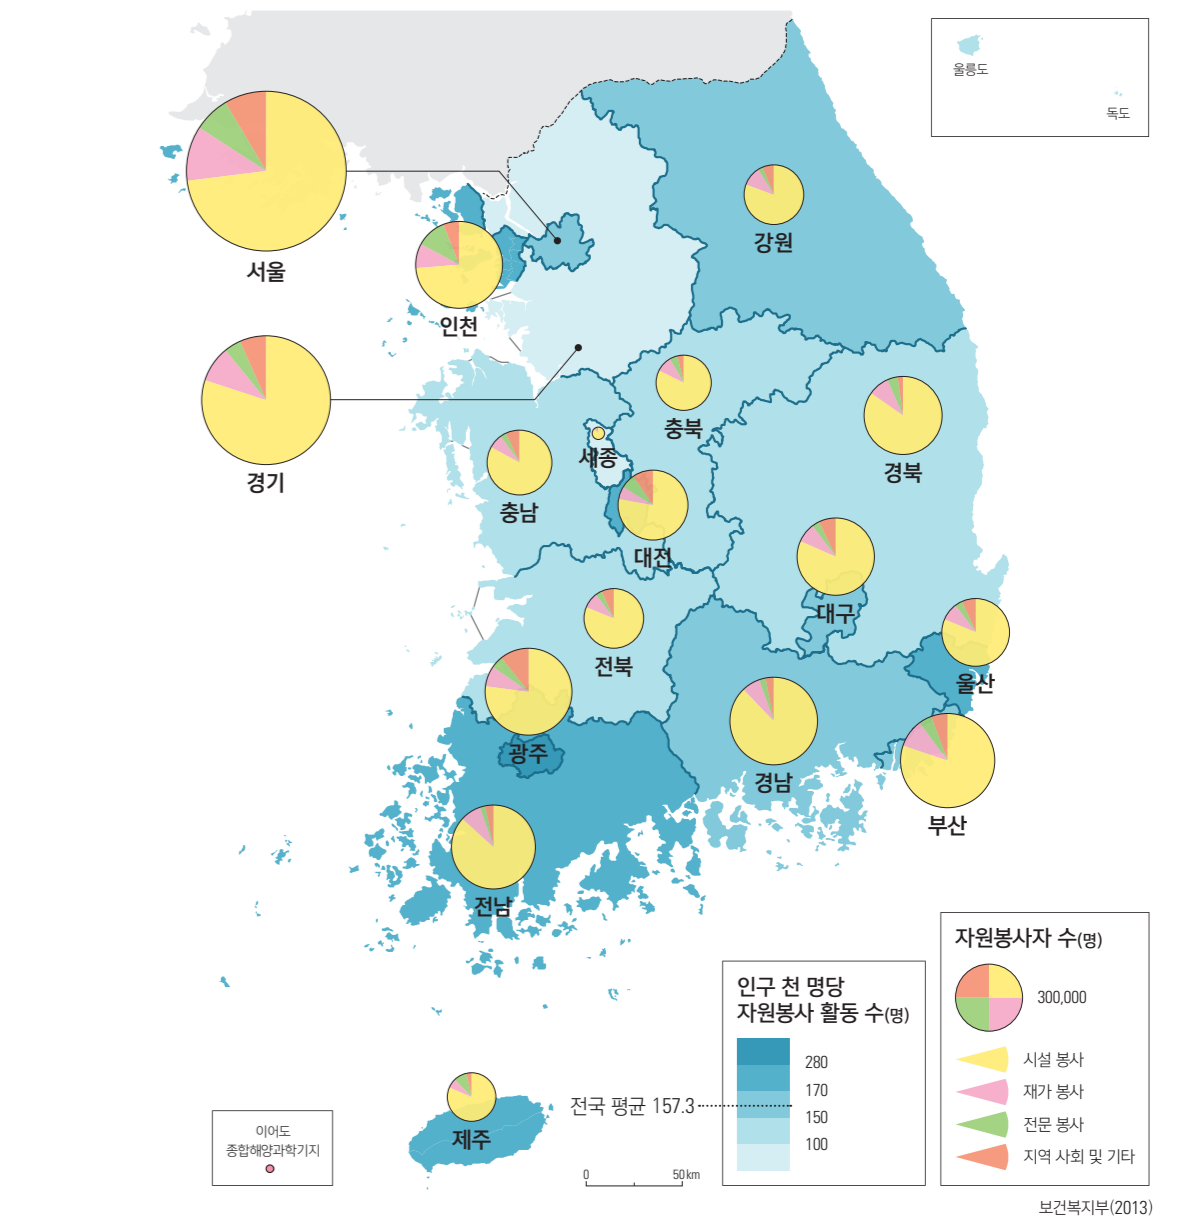 울릉도
독도
서울
강원
인천
경기
충북
세종
경북
충남
대전
대구
전북
울산
광주
경남
부산
전남
제주
이어도
종합해양과학기지
전국 평균 157.3
0 50km
인구 천 명당
자원봉사 활동 수(명)
280
170
150
100
자원봉사자 수(명)
300,000
시설 봉사
재가 봉사
전문 봉사
지역 사회 및 기타
보건복지부(2013)